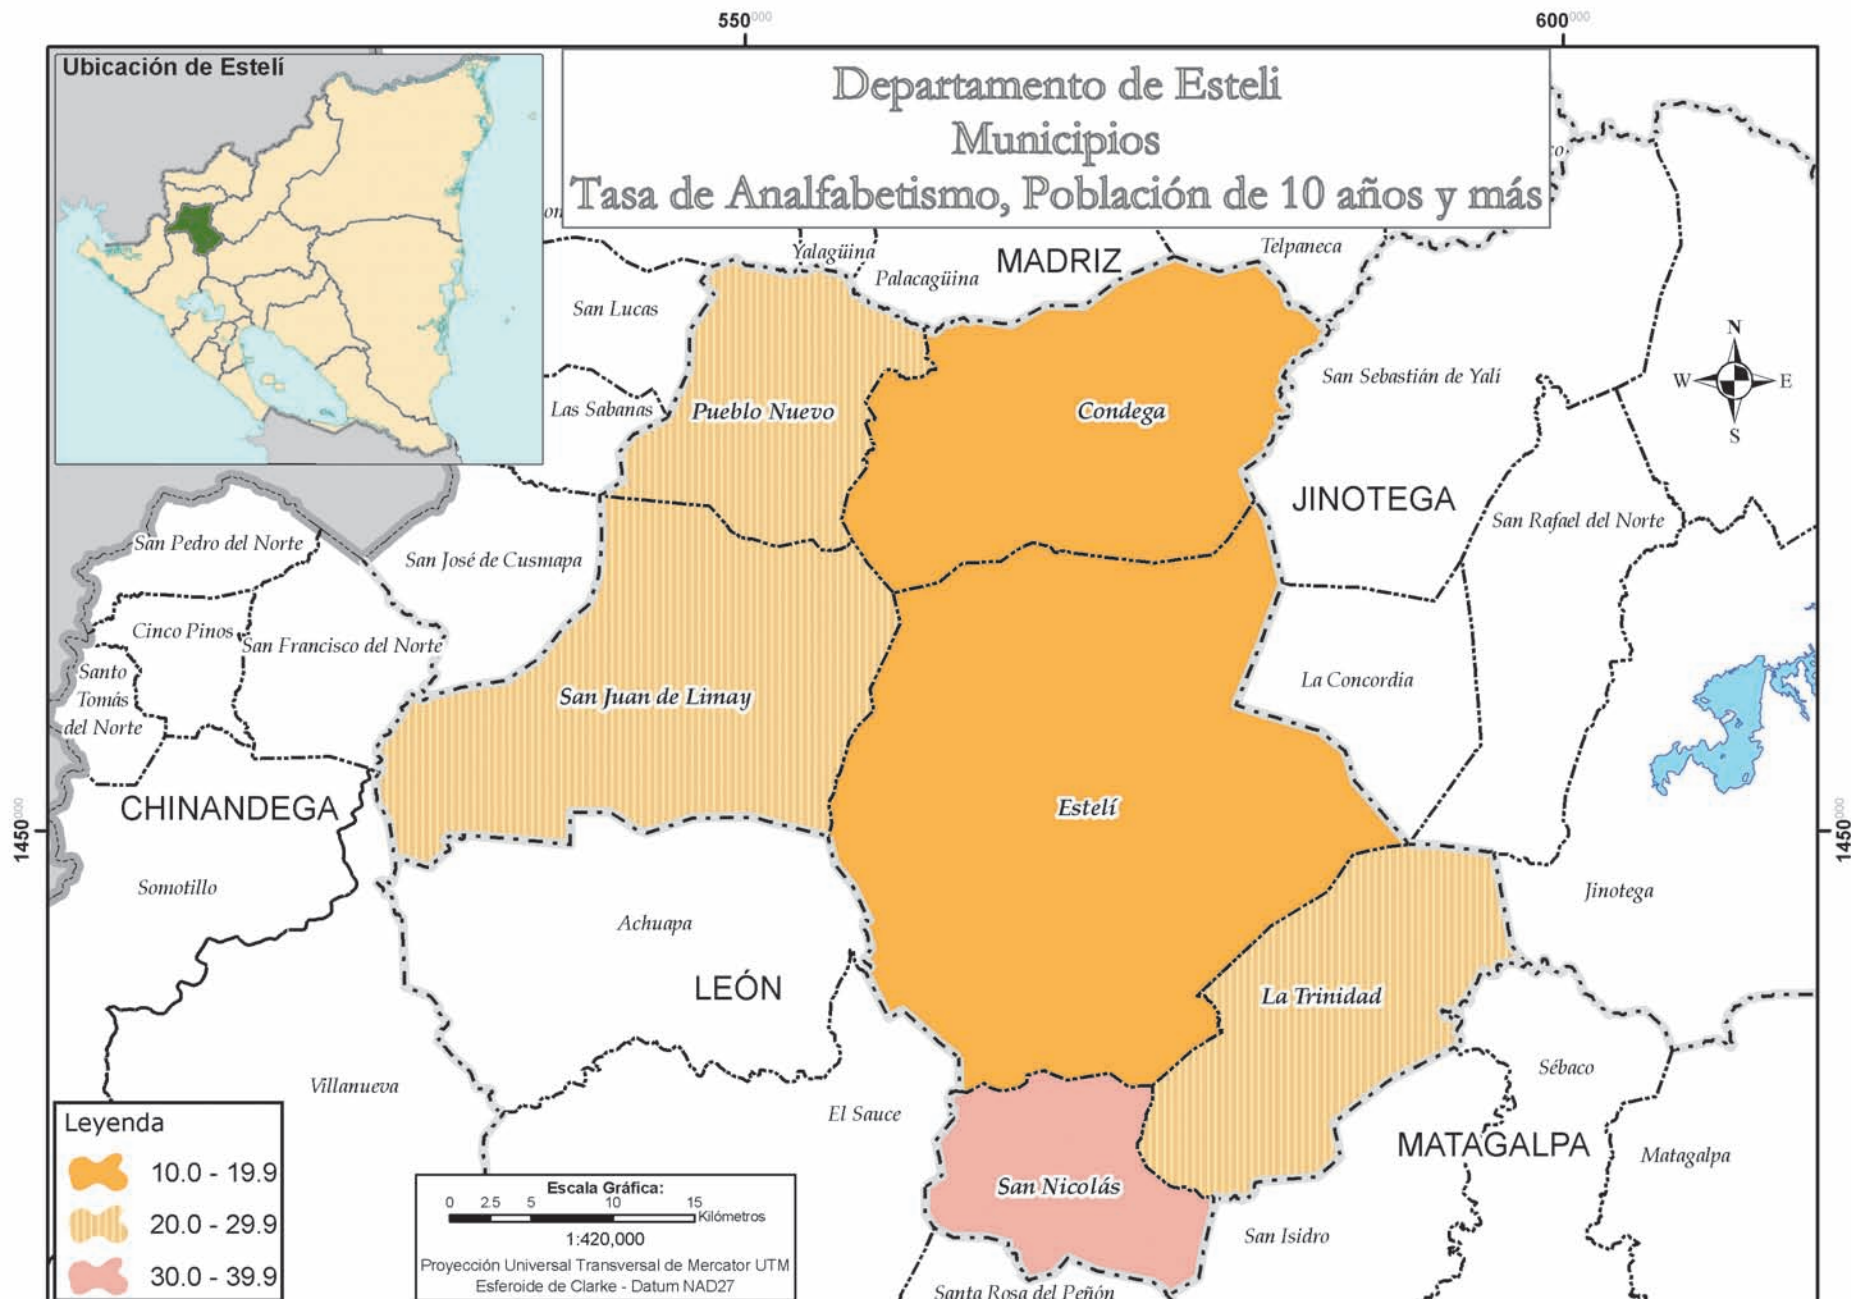 550000
600000
Ubicación de Estelí
Departamento de Esteli
Municipios
Tasa de Analfabetismo, Población de 10 años y más
Yalagüina
Palacagüina
MADRIZ
Telpaneca
San Lucas
N
W
E
S
San Sebastián de Yalí
Las Sabanas
Pueblo Nuevo
Condega
JINOTEGA
San Rafael del Norte
San Pedro del Norte
San José de Cusmapa
Cinco Pinos
San Francisco del Norte
Santo
Tomás
del Norte
San Juan de Limay
La Concordia
CHINANDEGA
Estelí
1450000
1450000
Somotillo
Achuapa
Jinotega
LEÓN
La Trinidad
Villanueva
El Sauce
Sébaco
MATAGALPA
Matagalpa
San Nicolás
San Isidro
Santa Rosa del Peñón
Leyenda
10.0 - 19.9
20.0 - 29.9
30.0 - 39.9
Escala Gráfica:
0 2.5 5 10 15
Kilómetros
1:420,000
Proyección Universal Transversal de Mercator UTM
Esferoide de Clarke - Datum NAD27